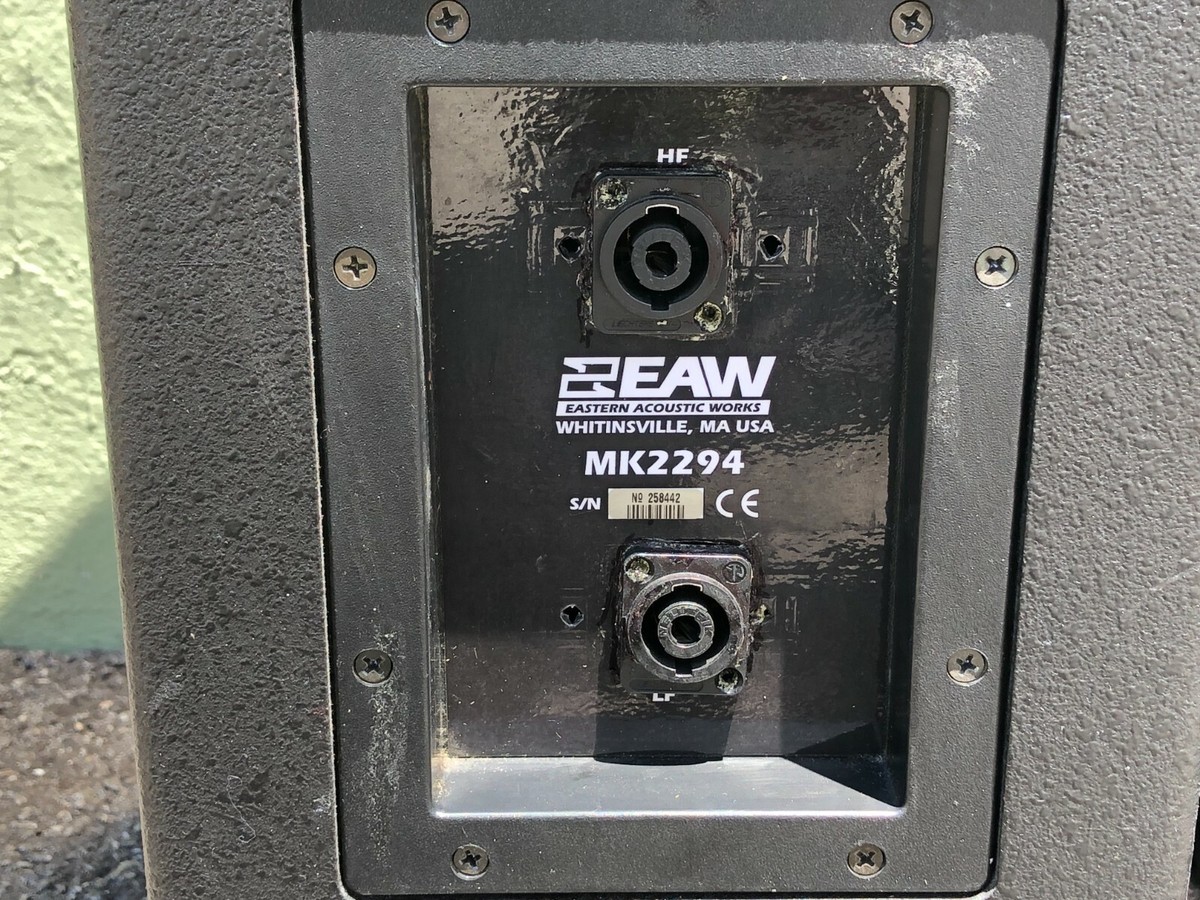 HF
EAW
EASTERN ACOUSTIC WORKS
WHITINSVILLE, MA USA
MK2294
S/N Nº 258442 CE
LF